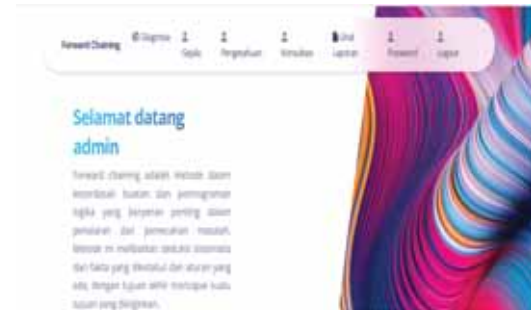 Forward Chaining Diagnosa Gejala Pengetahuan Konsultasi Lihat Laporan Password Logout
Selamat datang
admin
Forward Chaining adalah metode dalam
kecerdasan buatan dan pemrograman
logika yang berperan penting dalam
penalaran dan pemecahan masalah.
Metode ini melibatkan deduksi sistematis
dari fakta yang diketahui dan aturan yang
ada, dengan tujuan akhir mencapai suatu
tujuan yang diinginkan.